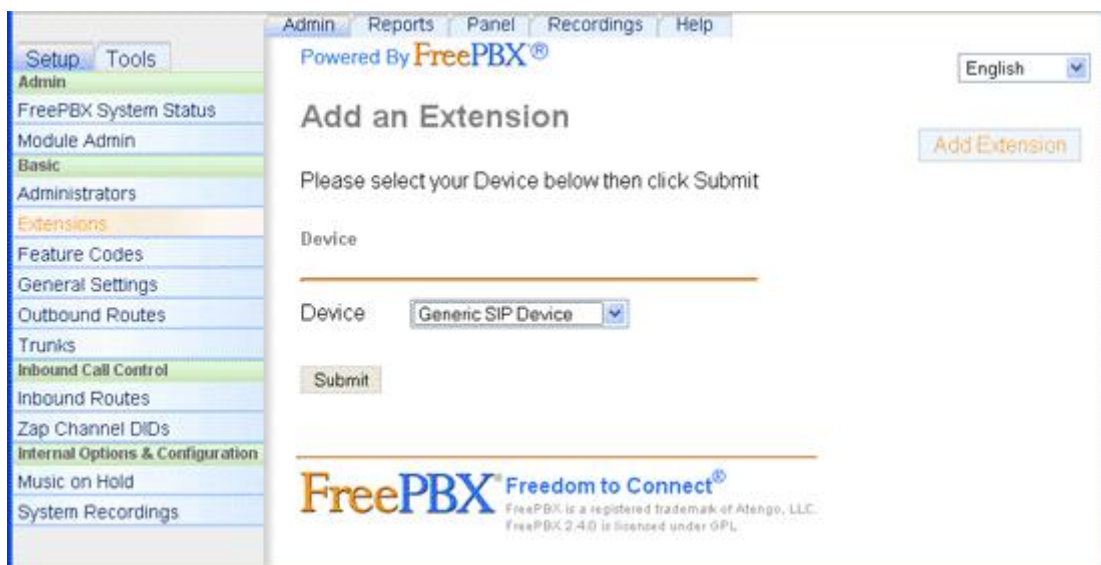 Admin Reports Panel Recordings Help
Setup Tools
Admin
FreePBX System Status
Module Admin
Basic
Administrators
Extensions
Feature Codes
General Settings
Outbound Routes
Trunks
Inbound Call Control
Inbound Routes
Zap Channel DIDs
Internal Options & Configuration
Music on Hold
System Recordings
Powered By FreePBX®
English
Add an Extension
Add Extension
Please select your Device below then click Submit
Device
Device Generic SIP Device
Submit
FreePBX® Freedom to Connect®
FreePBX is a registered trademark of Atengo, LLC.
FreePBX 2.4.0 is licensed under GPL